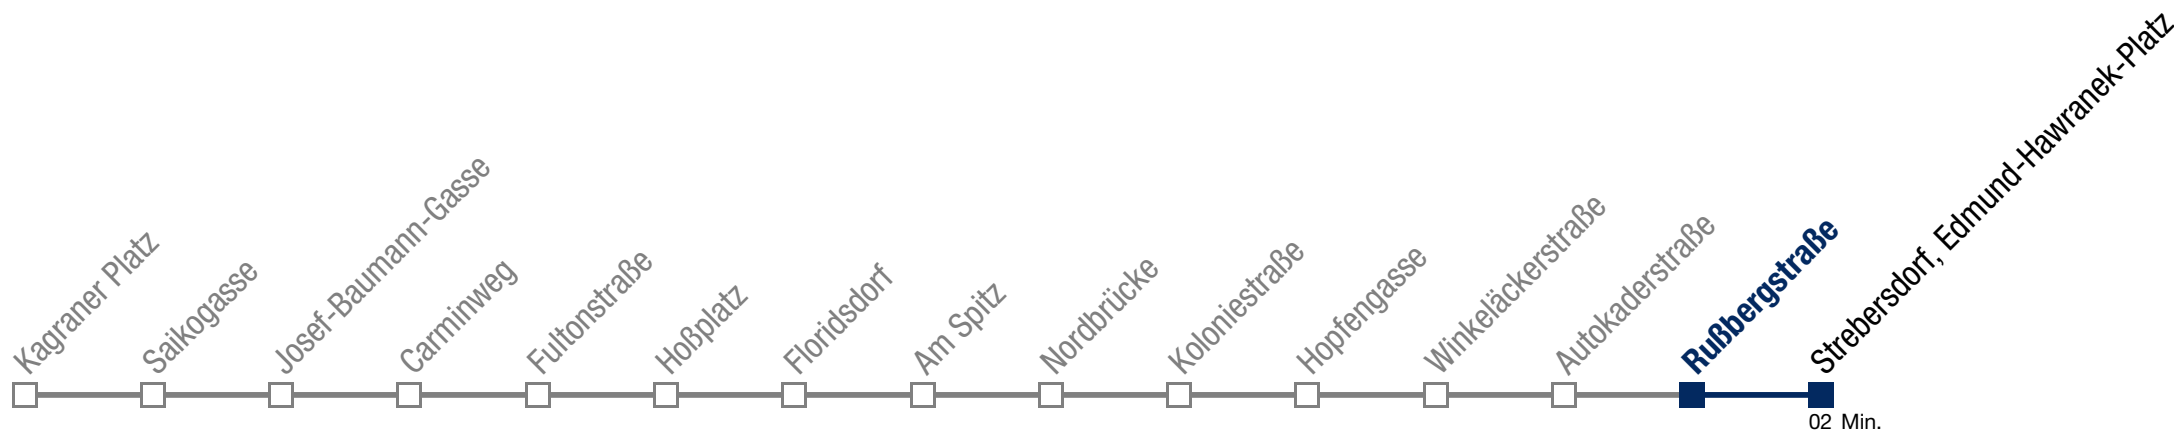 Kagraner Platz
Saikogasse
Josef-Baumann-Gasse
Carminweg
Fultonstraße
Hoßplatz
Floridsdorf
Am Spitz
Nordbrücke
Koloniestraße
Hopfengasse
Winkeläckerstraße
Autokaderstraße
Rußbergstraße
Strebersdorf, Edmund-Hawranek-Platz
02 Min.